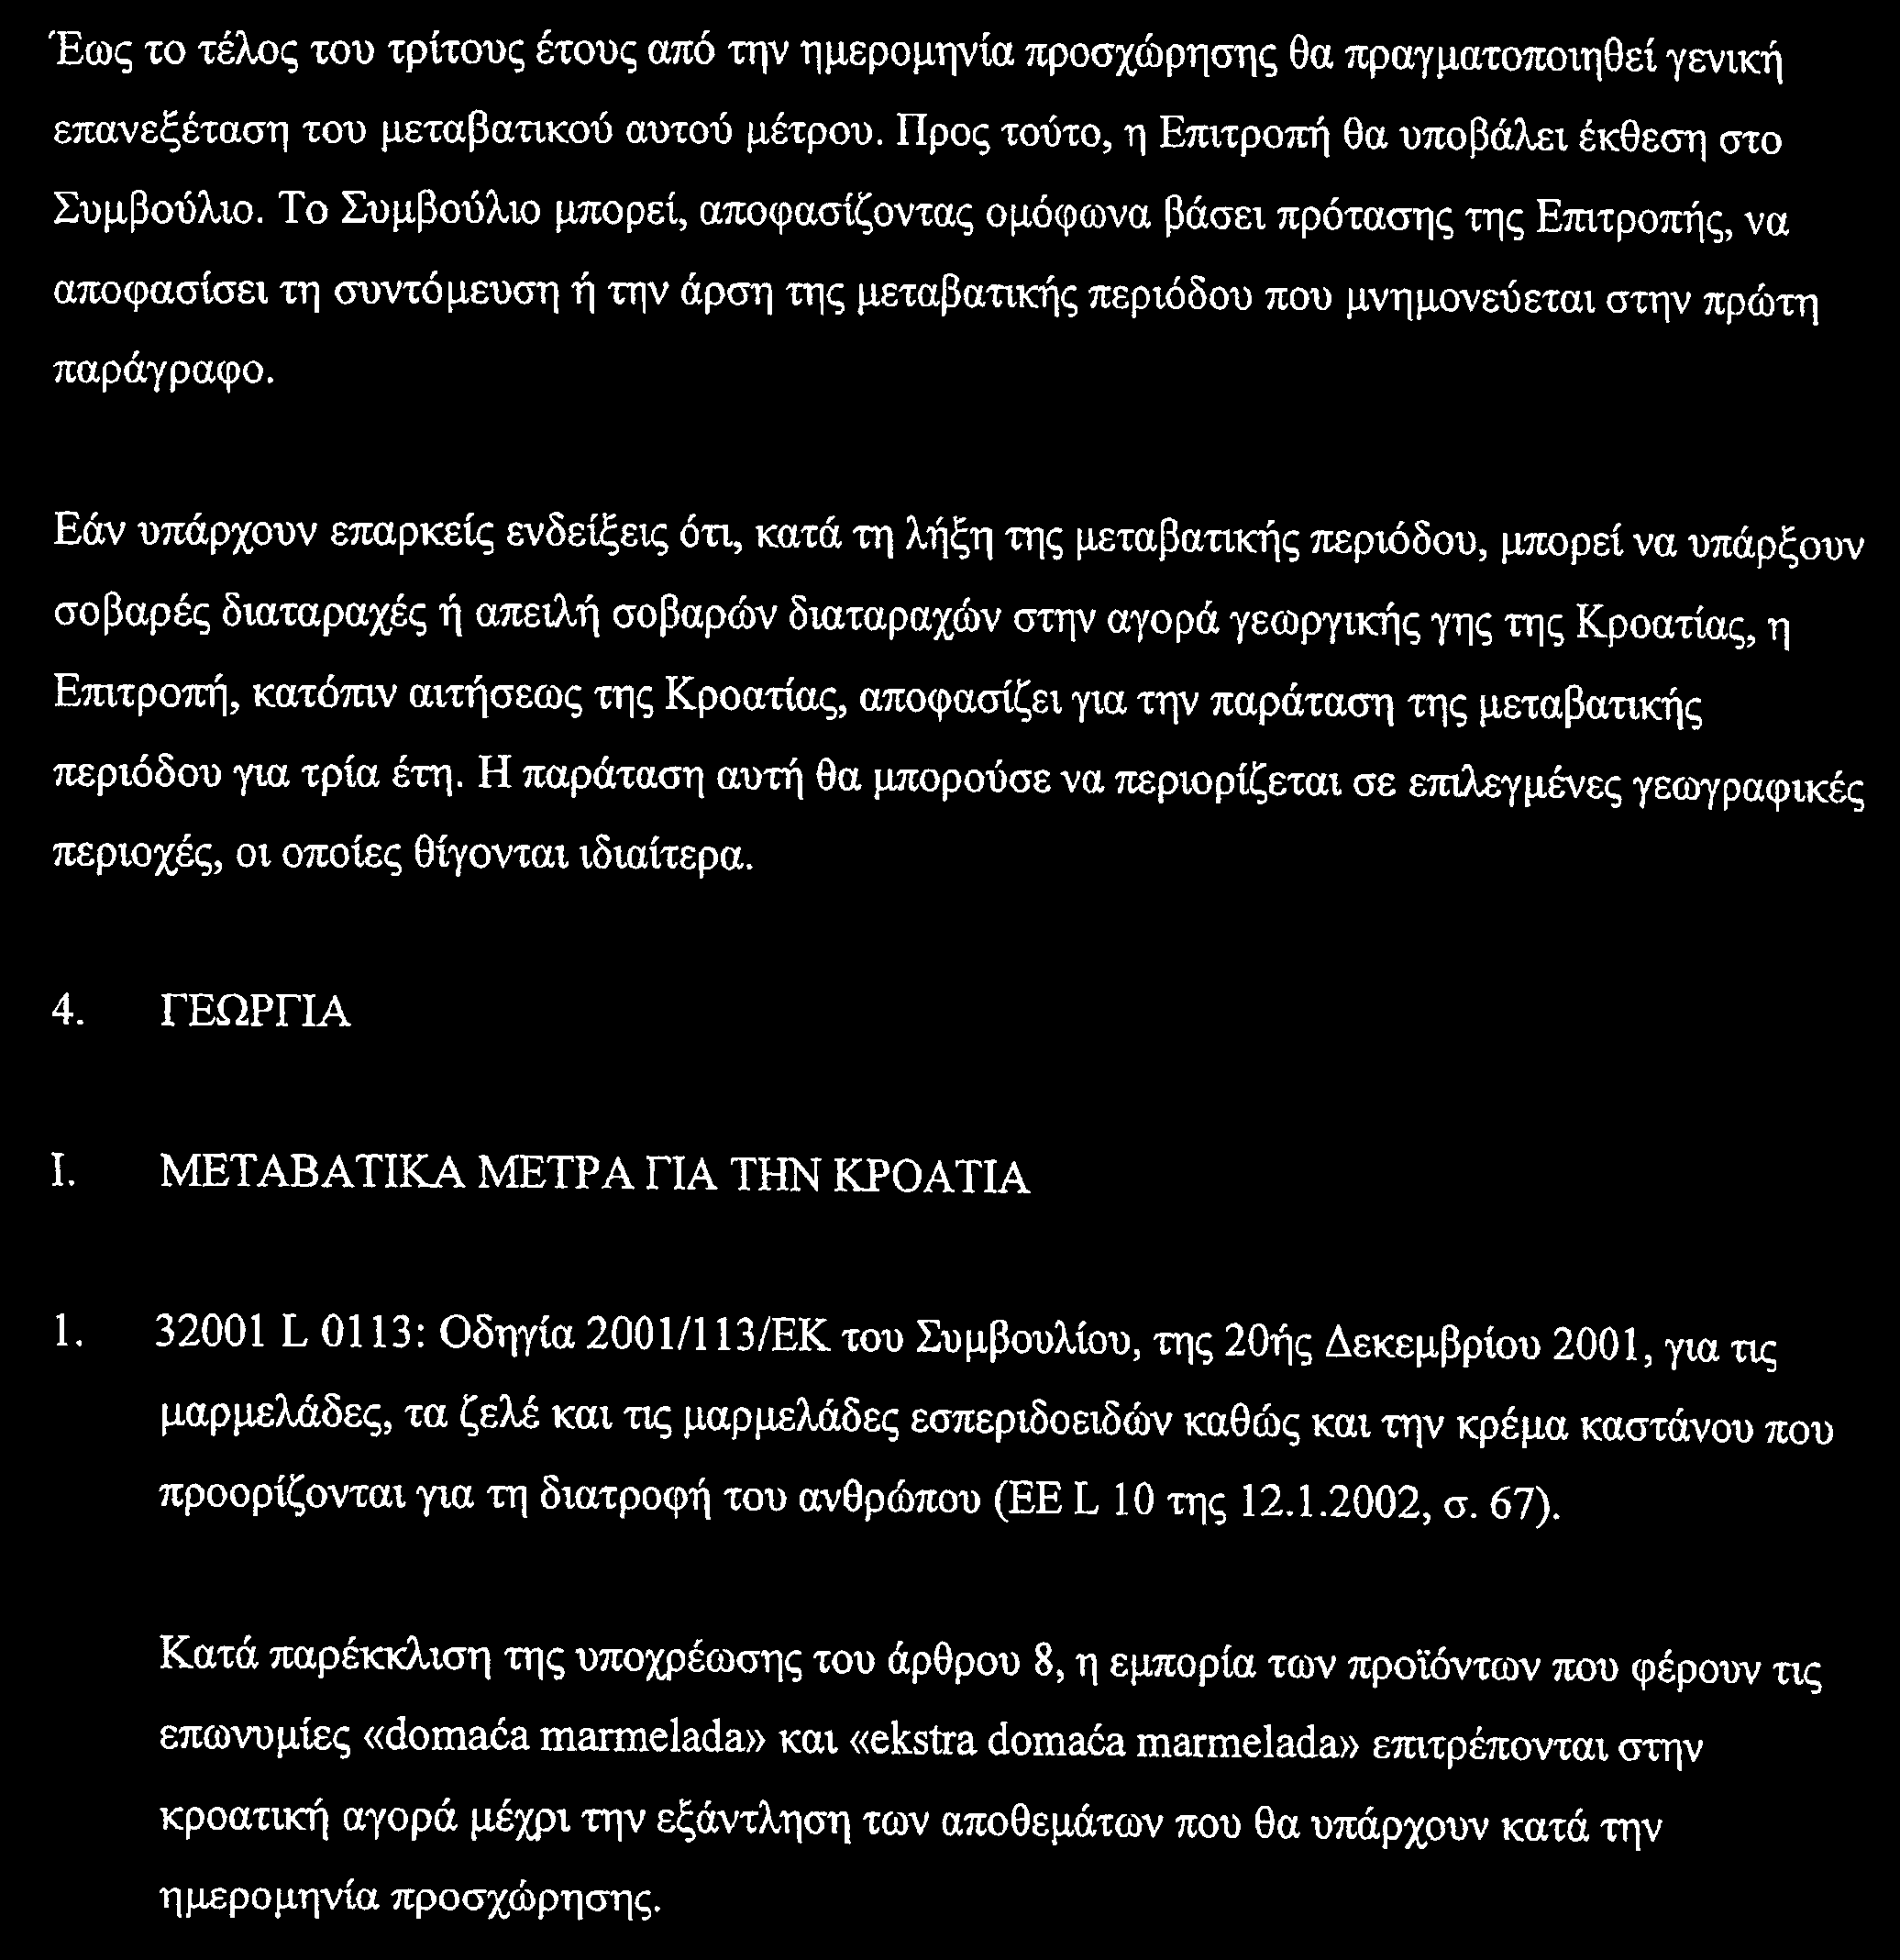 Έως το τέλος του τρίτους έτους από την ημερομηνία προσχώρησης θα πραγματοποιηθεί γενική
επανεξέταση του μεταβατικού αυτού μέτρου. Προς τούτο, η Επιτροπή θα υποβάλει έκθεση στο
Συμβούλιο. Το Συμβούλιο μπορεί, αποφασίζοντας ομόφωνα βάσει πρότασης της Επιτροπής, να
αποφασίσει τη συντόμευση ή την άρση της μεταβατικής περιόδου που μνημονεύεται στην πρώτη
παράγραφο.
Εάν υπάρχουν επαρκείς ενδείξεις ότι, κατά τη λήξη της μεταβατικής περιόδου, μπορεί να υπάρξουν
σοβαρές διαταραχές ή απειλή σοβαρών διαταραχών στην αγορά γεωργικής γης της Κροατίας, η
Επιτροπή, κατόπιν αιτήσεως της Κροατίας, αποφασίζει για την παράταση της μεταβατικής
περιόδου για τρία έτη. Η παράταση αυτή θα μπορούσε να περιορίζεται σε επιλεγμένες γεωγραφικές
περιοχές, οι οποίες θίγονται ιδιαίτερα.
4. ΓΕΩΡΓΙΑ
I. ΜΕΤΑΒΑΤΙΚΑ ΜΕΤΡΑ ΓΙΑ ΤΗΝ ΚΡΟΑΤΙΑ
1. 32001 L 0113: Οδηγία 2001/113/ΕΚ του Συμβουλίου, της 20ής Δεκεμβρίου 2001, για τις
μαρμελάδες, τα ζελέ και τις μαρμελάδες εσπεριδοειδών καθώς και την κρέμα καστάνου που
προορίζονται για τη διατροφή του ανθρώπου (ΕΕ L 10 της 12.1.2002, σ. 67).
Κατά παρέκκλιση της υποχρέωσης του άρθρου 8, η εμπορία των προϊόντων που φέρουν τις
επωνυμίες «domaća marmelada» και «ekstra domaća marmelada» επιτρέπονται στην
κροατική αγορά μέχρι την εξάντληση των αποθεμάτων που θα υπάρχουν κατά την
ημερομηνία προσχώρησης.